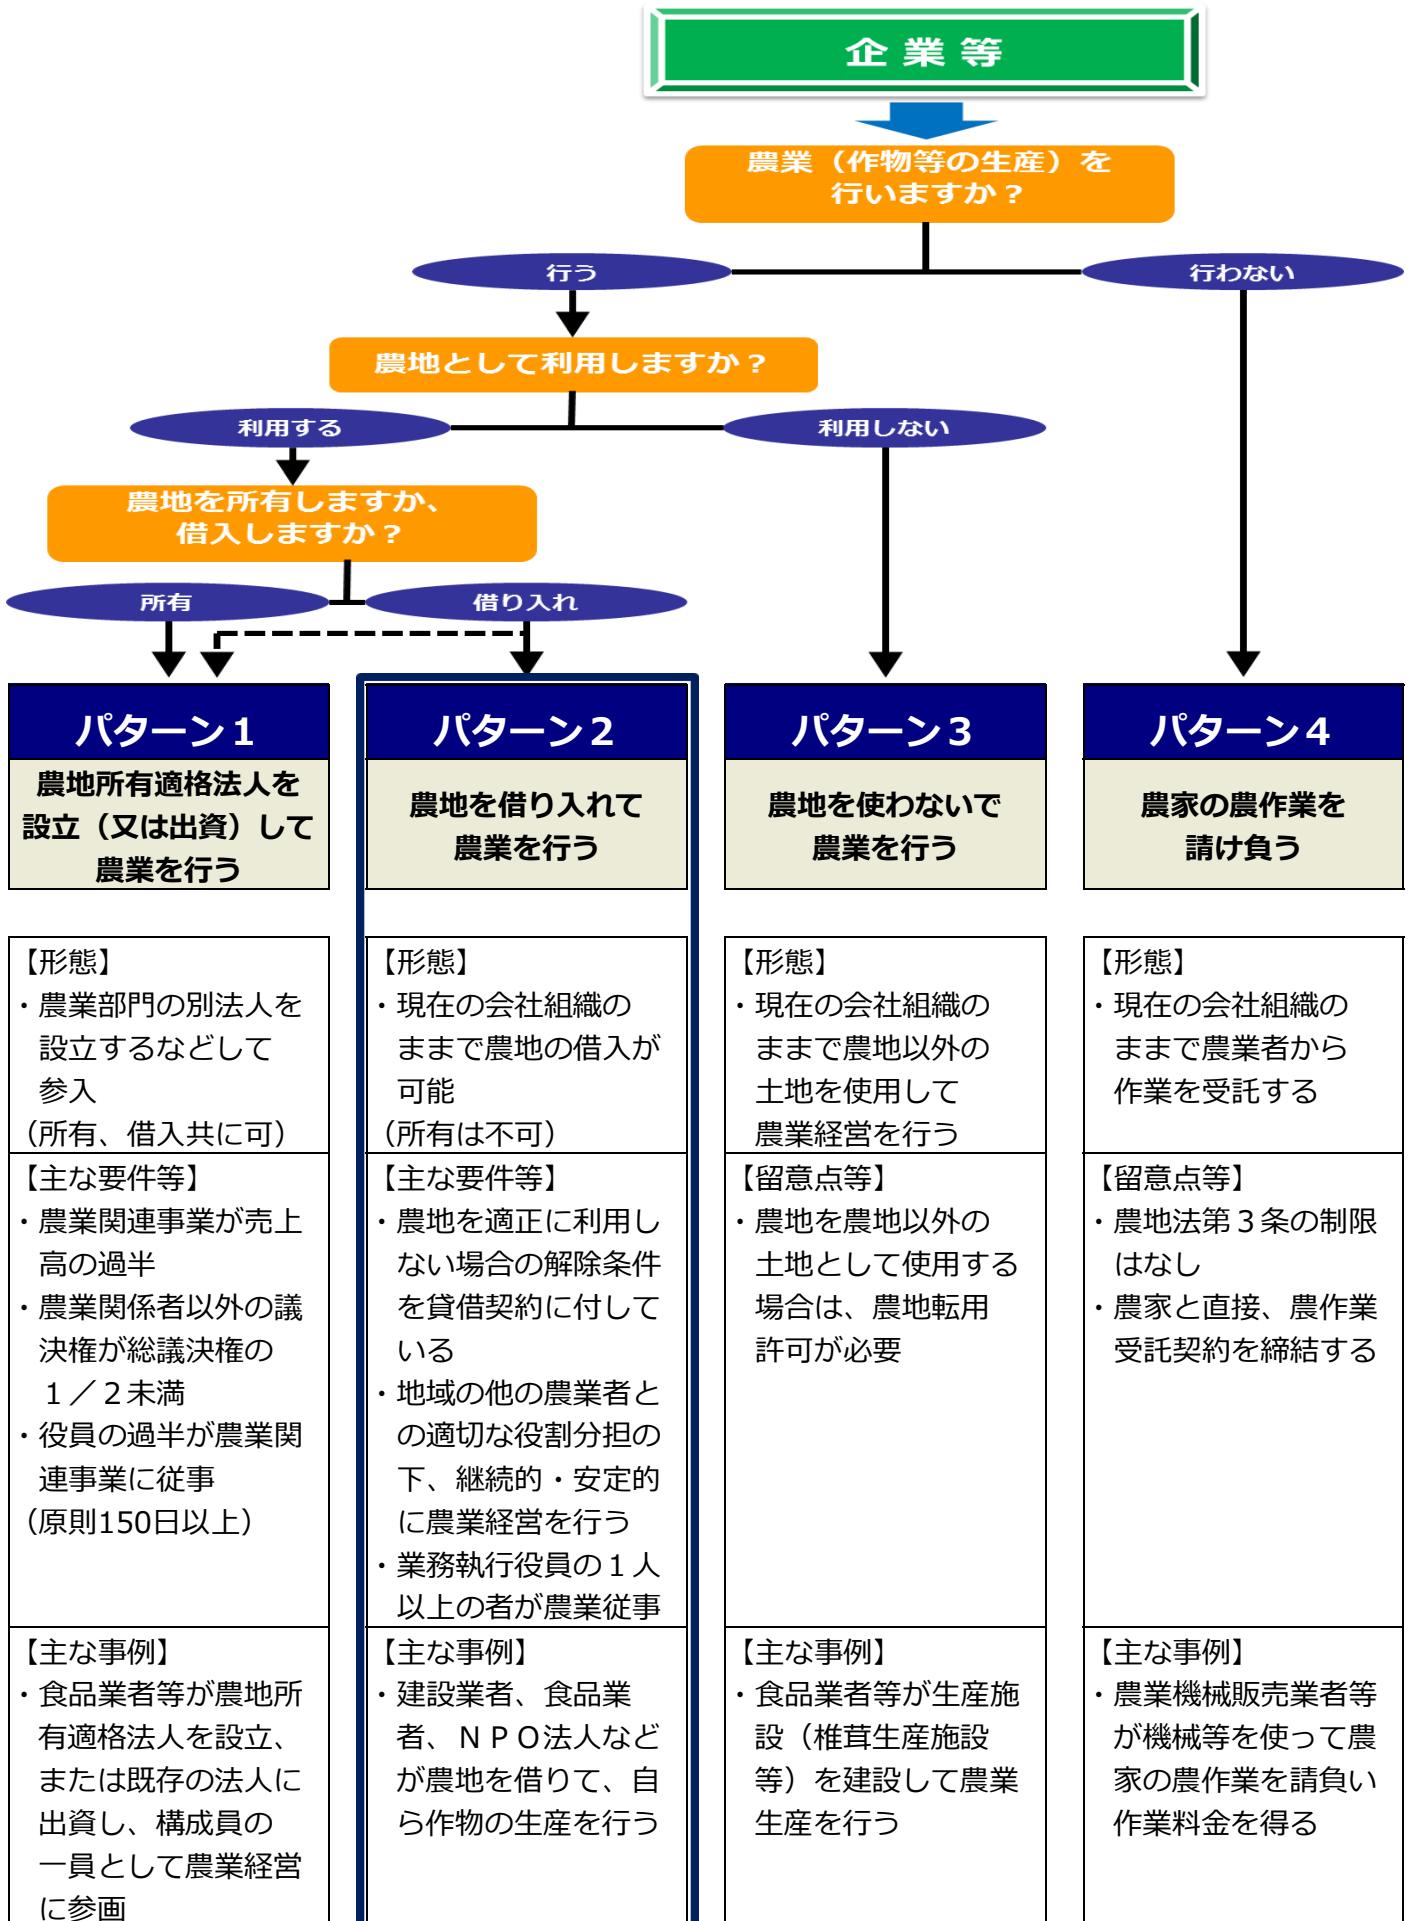 企業等
農業（作物等の生産）を
行いますか？
行う
行わない
農地として利用しますか？
利用する
利用しない
農地を所有しますか、
借入しますか？
所有
借り入れ
パターン１
農地所有適格法人を
設立（又は出資）して
農業を行う
【形態】
・農業部門の別法人を
設立するなどして
参入
（所有、借入共に可）
【主な要件等】
・農業関連事業が売上
高の過半
・農業関係者以外の議
決権が総議決権の
１／２未満
・役員の過半が農業関
連事業に従事
（原則150日以上）
【主な事例】
・食品業者等が農地所
有適格法人を設立、
または既存の法人に
出資し、構成員の
一員として農業経営
に参画
パターン２
農地を借り入れて
農業を行う
【形態】
・現在の会社組織の
ままで農地の借入が
可能
（所有は不可）
【主な要件等】
・農地を適正に利用し
ない場合の解除条件
を貸借契約に付して
いる
・地域の他の農業者と
の適切な役割分担の
下、継続的・安定的
に農業経営を行う
・業務執行役員の１人
以上の者が農業従事
【主な事例】
・建設業者、食品業
者、ＮＰＯ法人など
が農地を借りて、自
ら作物の生産を行う
パターン３
農地を使わないで
農業を行う
【形態】
・現在の会社組織の
ままで農地以外の
土地を使用して
農業経営を行う
【留意点等】
・農地を農地以外の
土地として使用する
場合は、農地転用
許可が必要
【主な事例】
・食品業者等が生産施
設（椎茸生産施設
等）を建設して農業
生産を行う
パターン４
農家の農作業を
請け負う
【形態】
・現在の会社組織の
ままで農業者から
作業を受託する
【留意点等】
・農地法第３条の制限
はなし
・農家と直接、農作業
受託契約を締結する
【主な事例】
・農業機械販売業者等
が機械等を使って農
家の農作業を請負い
作業料金を得る